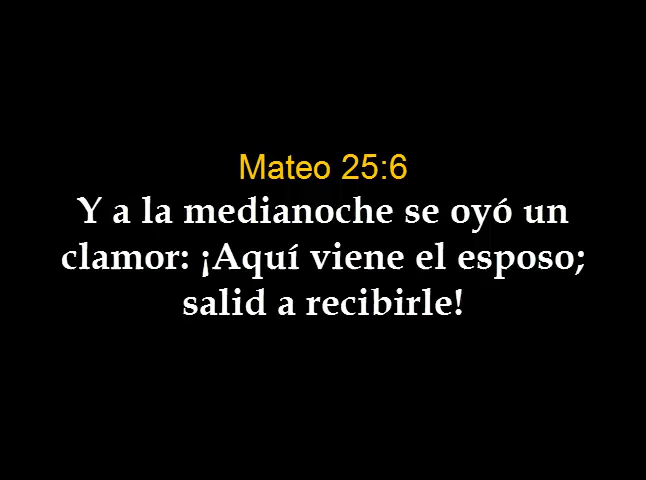 Mateo 25:6
Y a la medianoche se oyó un
clamor: ¡Aquí viene el esposo;
salid a recibirle!